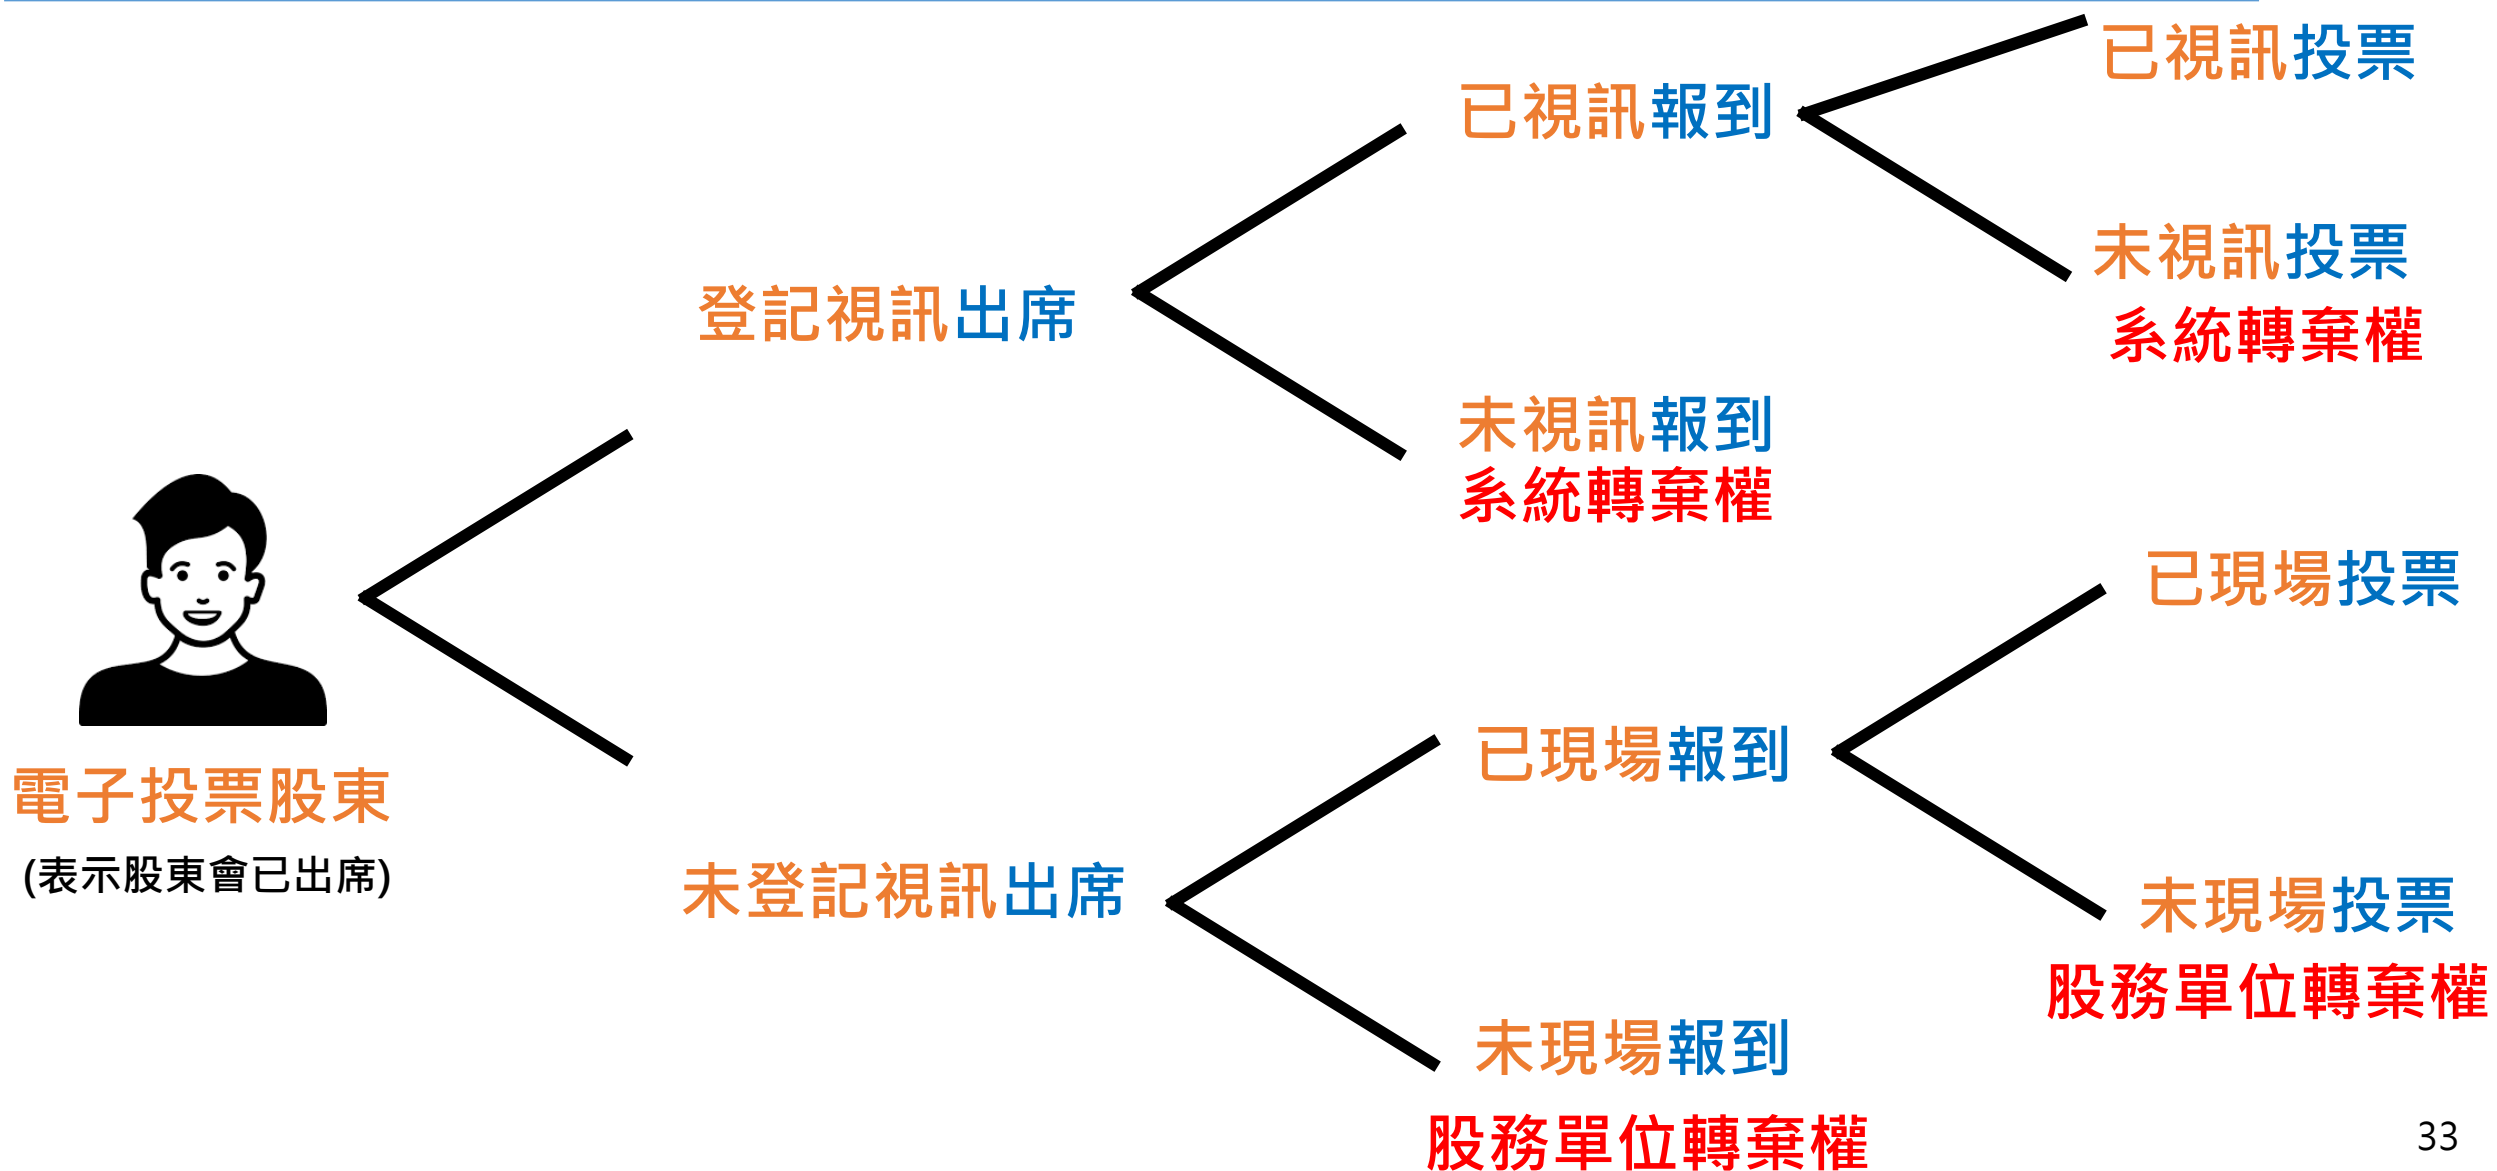 電子投票股東
(表示股東會已出席)
登記視訊出席
已視訊報到
已視訊投票
未視訊投票
系統轉棄權
未視訊報到
系統轉棄權
未登記視訊出席
已現場報到
已現場投票
未現場投票
股務單位轉棄權
未現場報到
股務單位轉棄權
33